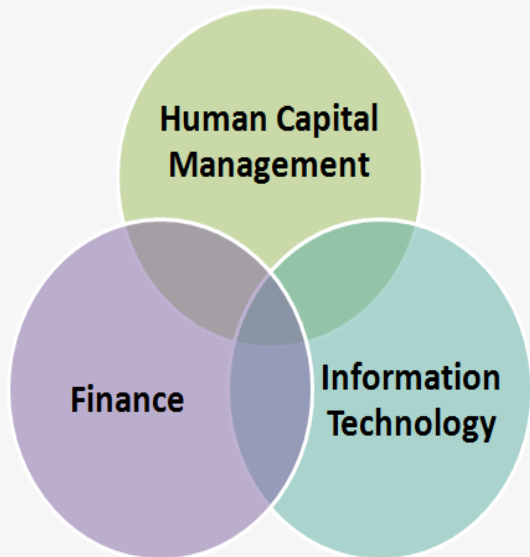 Human Capital
Management
Finance
Information
Technology